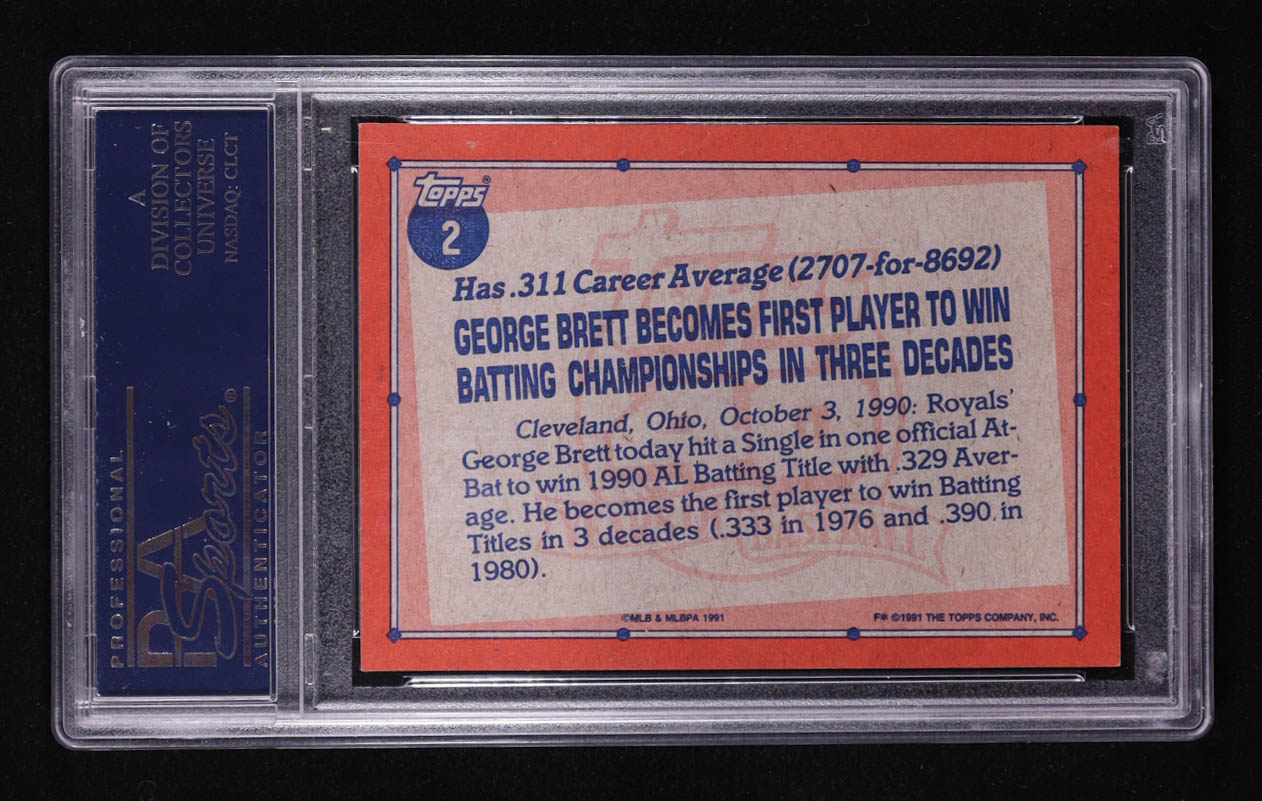 A
DIVISION OF
COLLECTORS
UNIVERSE
NASDAQ: CLCT
PROFESSIONAL
PSA
Sports®
AUTHENTICATOR
TOPPS®
2
Has .311 Career Average (2707-for-8692)
GEORGE BRETT BECOMES FIRST PLAYER TO WIN
BATTING CHAMPIONSHIPS IN THREE DECADES
Cleveland, Ohio, October 3, 1990: Royals'
George Brett today hit a Single in one official At-
Bat to win 1990 AL Batting Title with .329 Aver-
age. He becomes the first player to win Batting
Titles in 3 decades (.333 in 1976 and .390 in
1980).
©MLB & MLBPA 1991
F* ©1991 THE TOPPS COMPANY, INC.